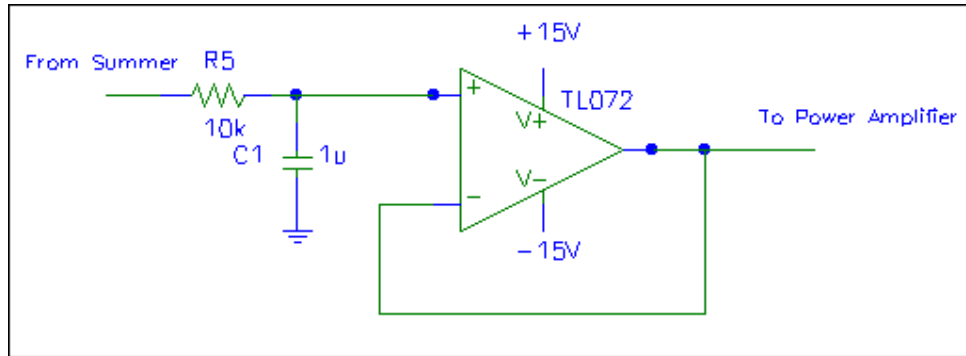 +15V
From Summer
R5
+
TL072
V+
To Power Amplifier
10k
C1
1u
V-
-
-15V